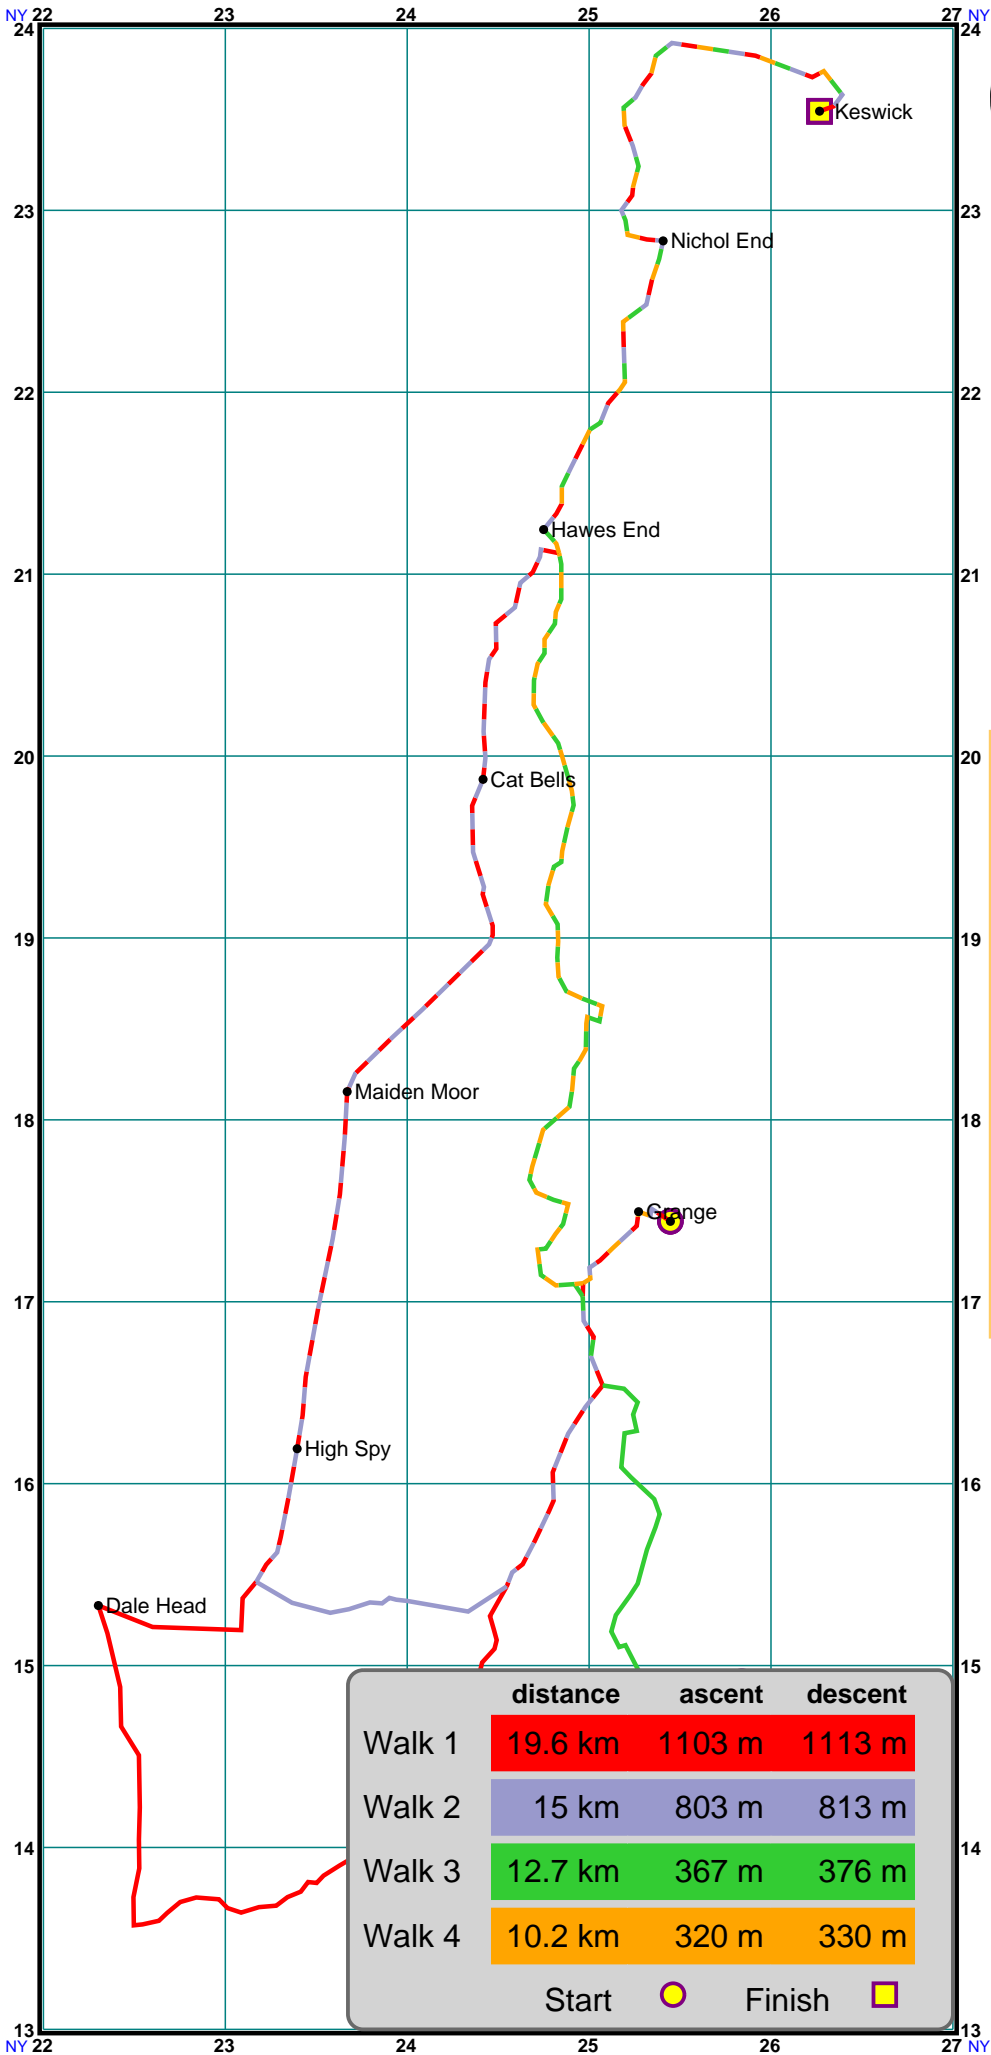 NY 22 23 24 25 26 27 NY
24 24
Keswick
23 23
Nichol End
22 22
Hawes End
21 21
20 20
Cat Bells
19 19
Maiden Moor
18 18
Grange
17 17
High Spy
16 16
Dale Head
15 15
distance ascent descent
Walk 1 19.6 km 1103 m 1113 m
Walk 2 15 km 803 m 813 m
14 14
Walk 3 12.7 km 367 m 376 m
Walk 4 10.2 km 320 m 330 m
Start Finish
13 13
NY 22 23 24 25 26 27 NY